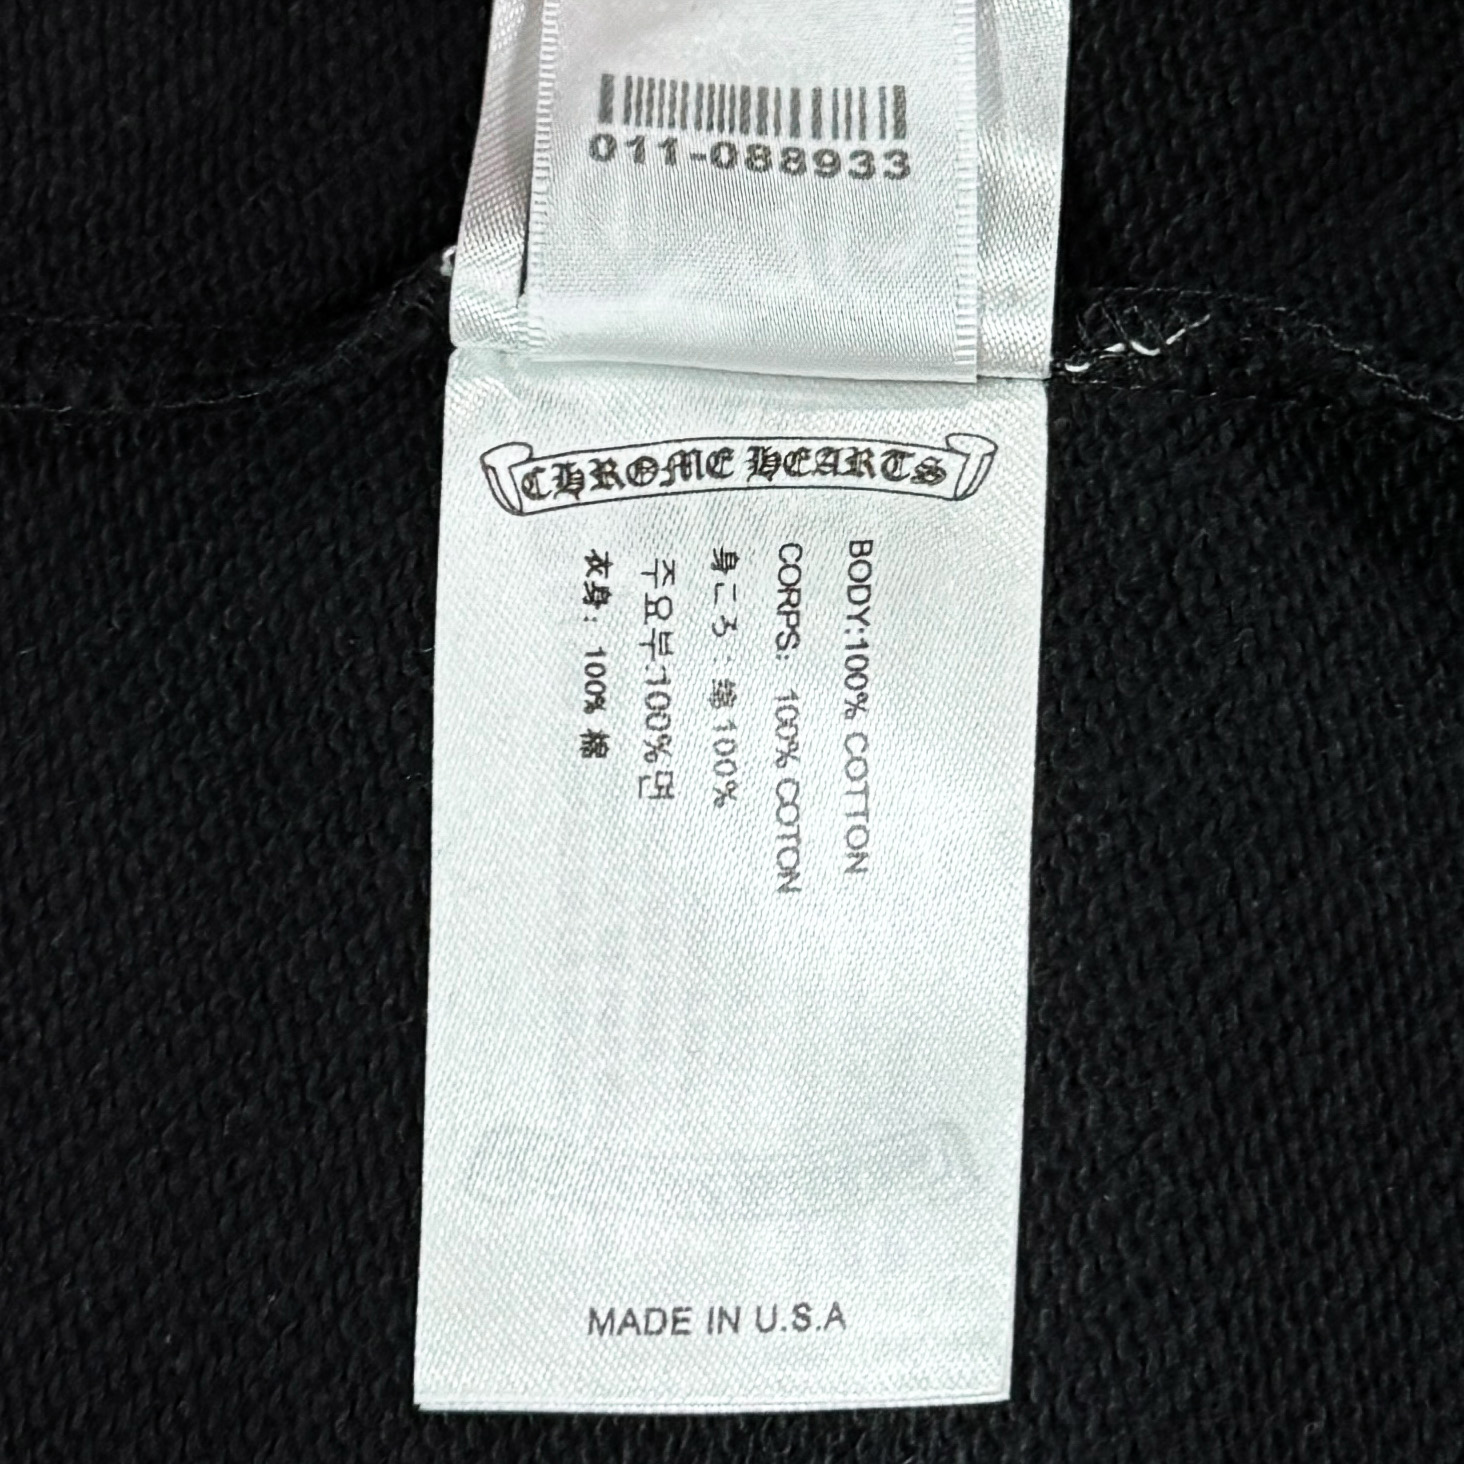 011-088933
CHROME HEARTS
BODY:100% COTTON
CORPS: 100% COTON
身ころ: 綿100%
주요부:100%면
衣身: 100% 棉
MADE IN U.S.A